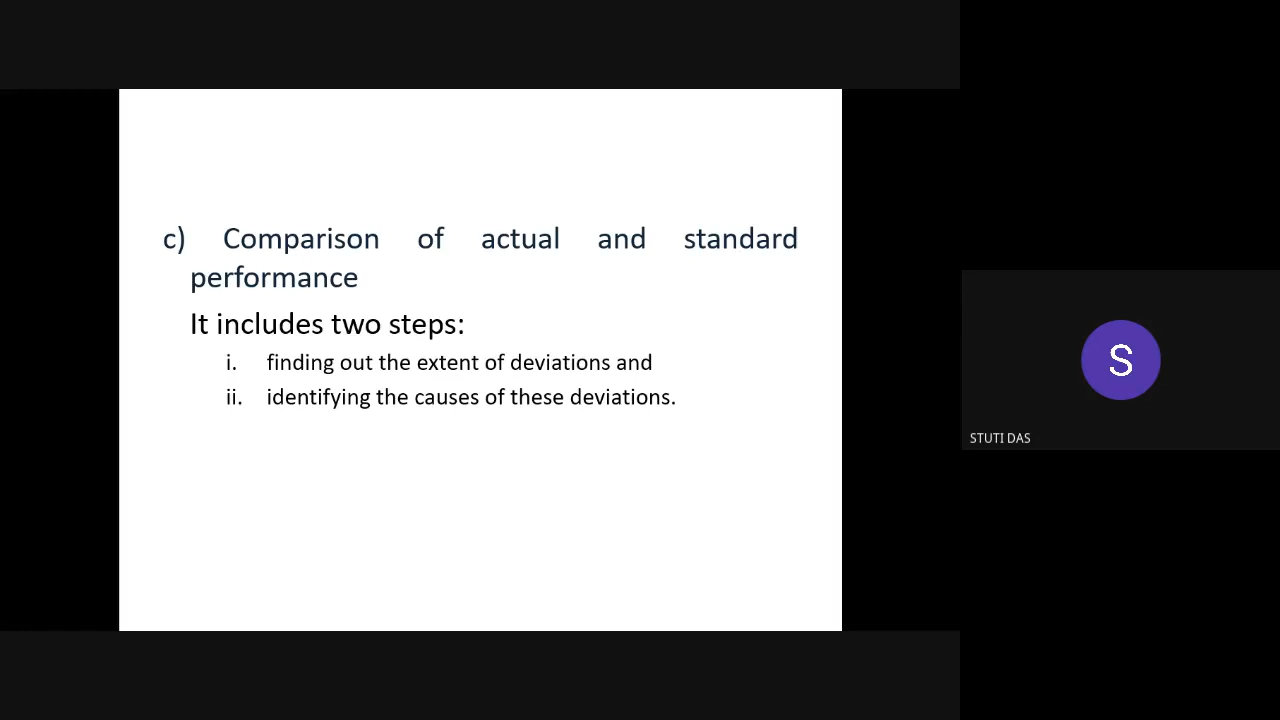 c) Comparison of actual and standard
performance
It includes two steps:
i. finding out the extent of deviations and
ii. identifying the causes of these deviations.
S
STUTI DAS